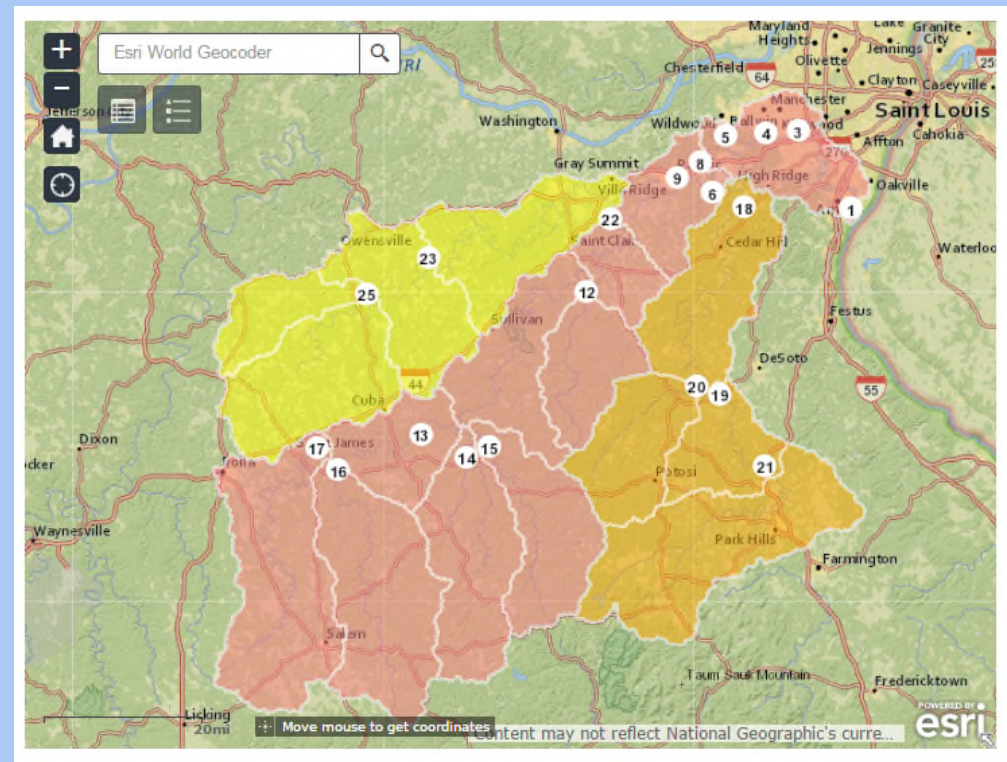 +
Esri World Geocoder
−
Maryland
Heights
Lake
Granite
City
Jennings
Olivette
255
Chesterfield
64
Clayton
Caseyville
Manchester
Saint Louis
Washington
Wildwood
Ballwin
5
4
3
Affton
Cahokia
270
Gray Summit
8
Oakville
Villa Ridge
9
High Ridge
6
18
1
22
Owensville
Saint Clair
Cedar Hill
Waterloo
23
25
12
Sullivan
Festus
DeSoto
44
55
20
19
Cuba
Dixon
13
17
Saint James
14
15
16
21
Potosi
Waynesville
Park Hills
Farmington
Salem
Taum Sauk Mountain
Fredericktown
Licking
20mi
Move mouse to get coordinates
Content may not reflect National Geographic's curre...
POWERED BY
esri